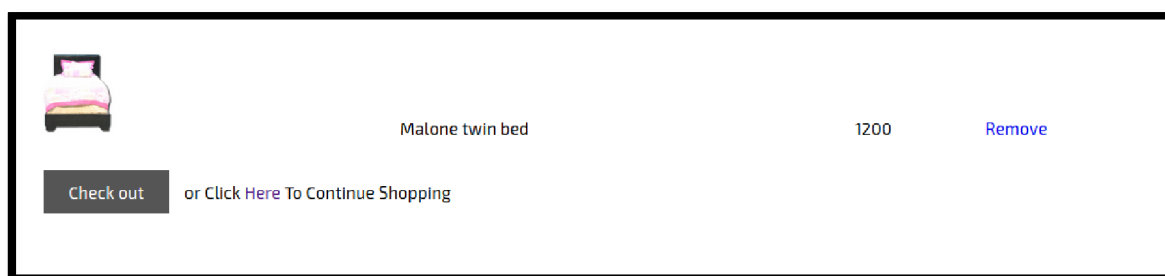 Malone twin bed 1200 Remove
Check out or Click Here To Continue Shopping